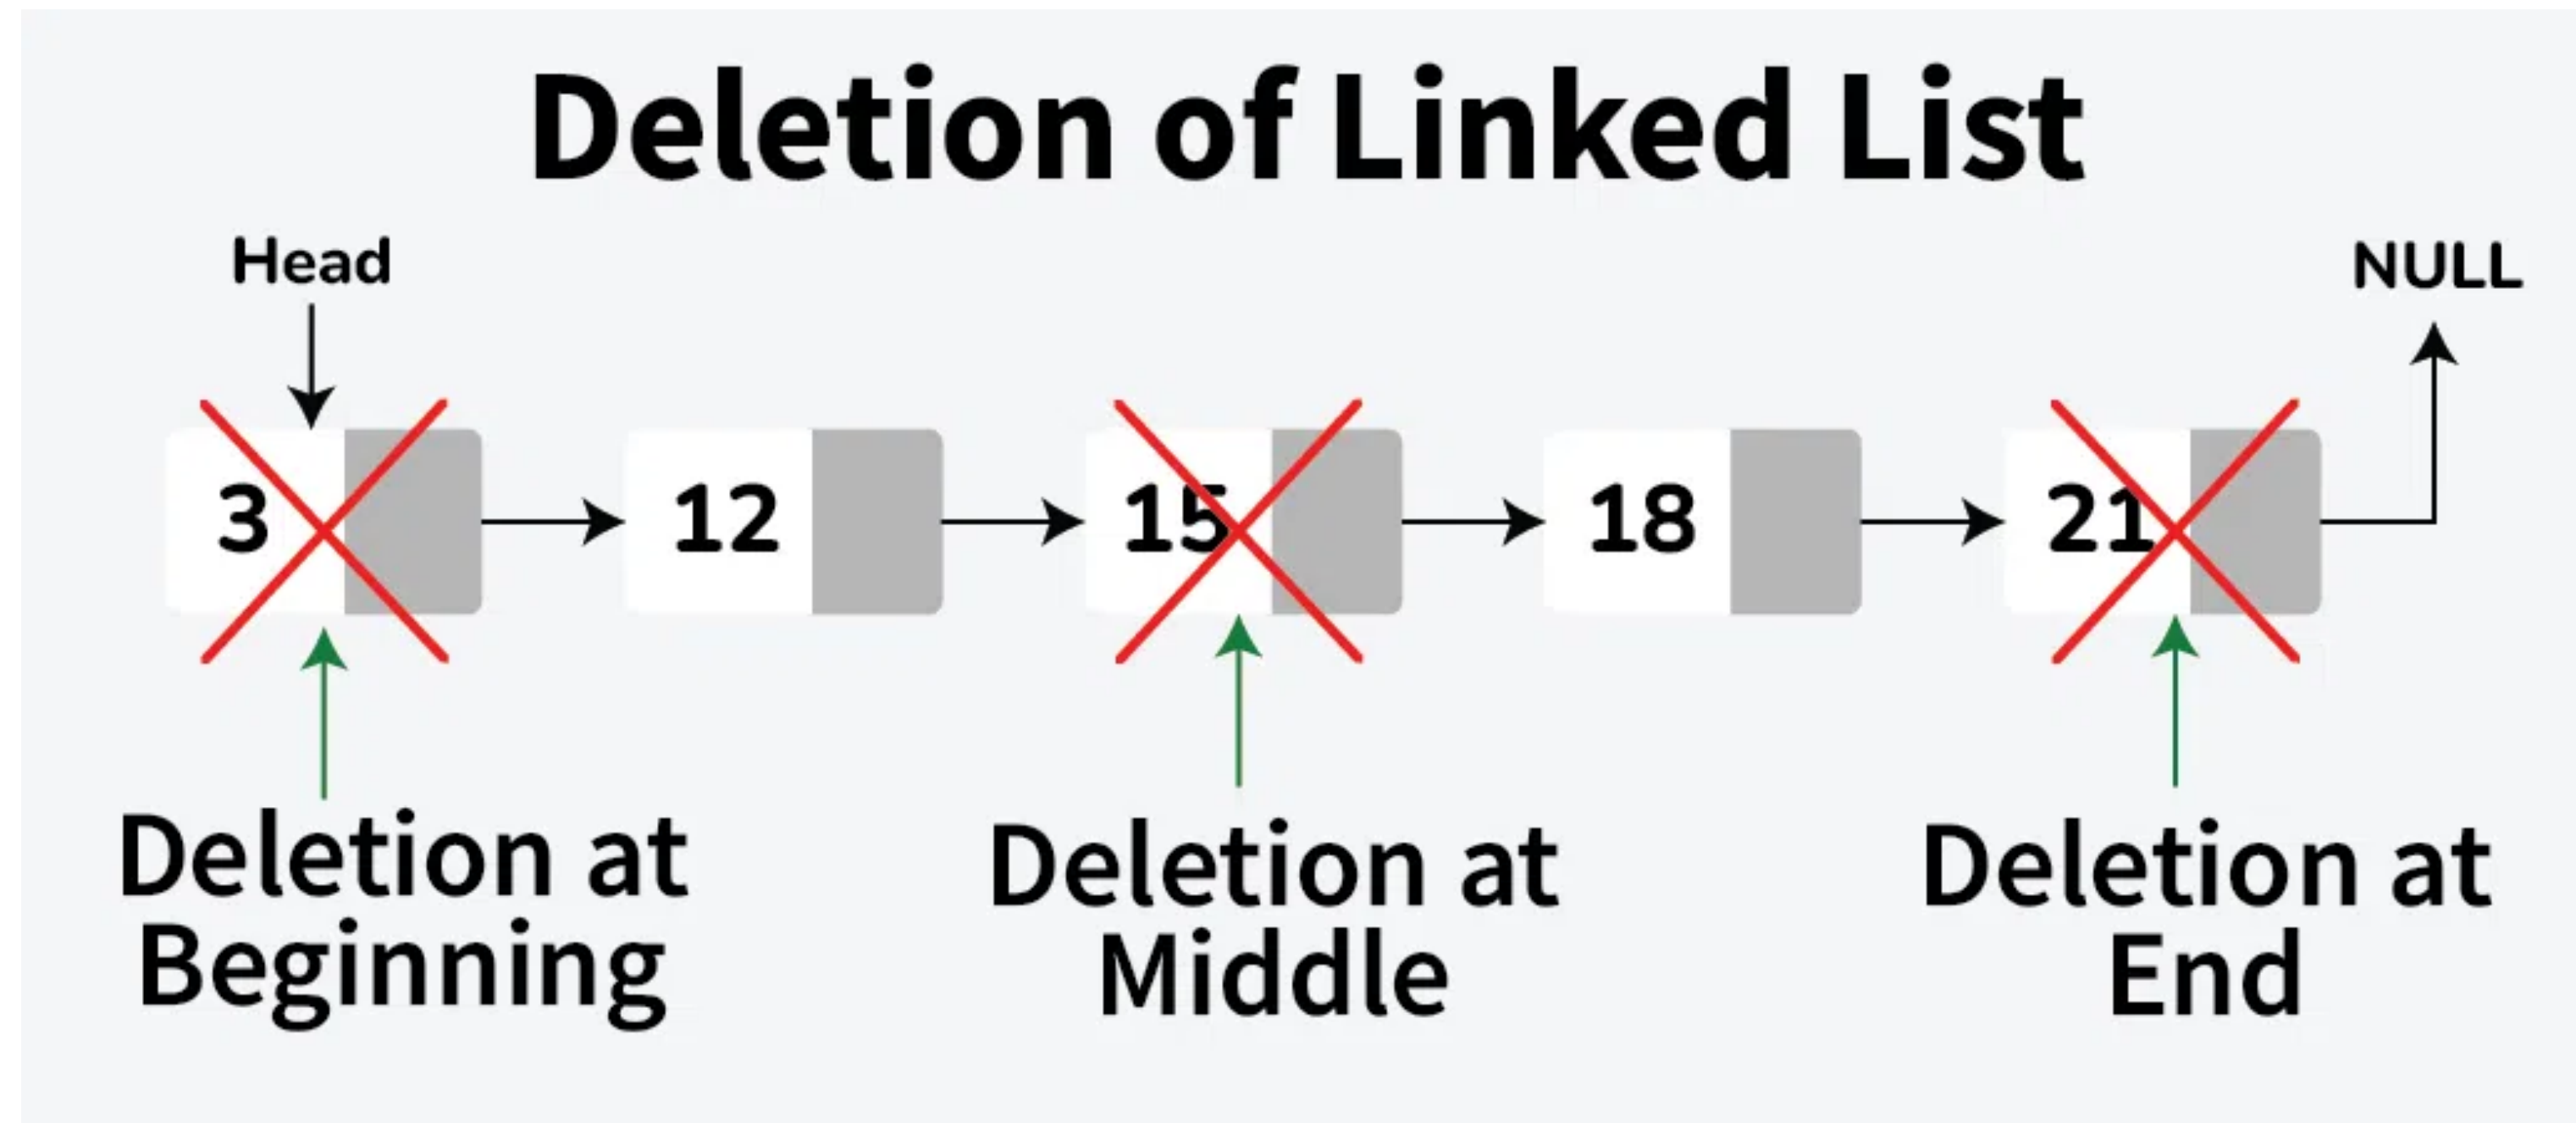 Deletion of Linked List
Head
NULL
3
12
15
18
21
Deletion at
Beginning
Deletion at
Middle
Deletion at
End